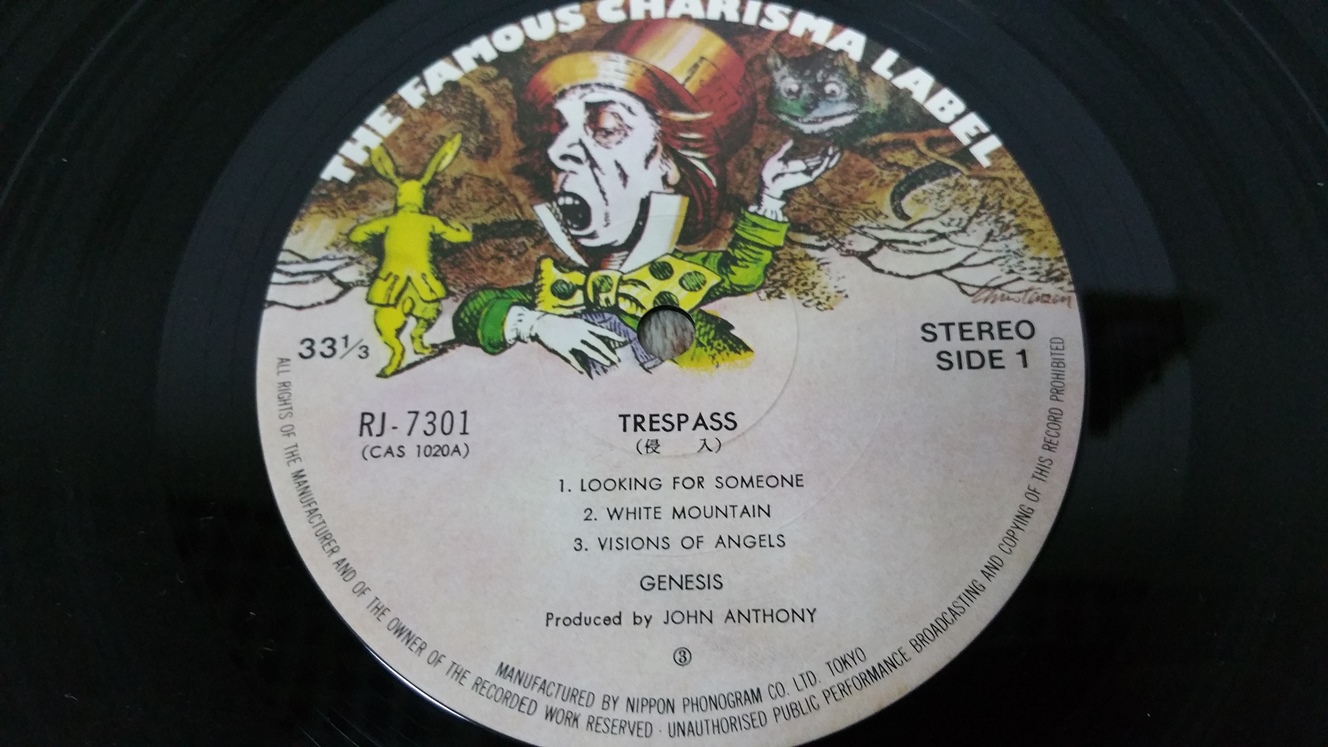 THE FAMOUS CHARISMA LABEL
Christensen
33 1/3
STEREO
SIDE 1
RJ-7301
(CAS 1020A)
TRESPASS
(侵 入)
1. LOOKING FOR SOMEONE
2. WHITE MOUNTAIN
3. VISIONS OF ANGELS
GENESIS
Produced by JOHN ANTHONY
③
MANUFACTURED BY NIPPON PHONOGRAM CO. LTD. TOKYO
ALL RIGHTS OF THE MANUFACTURER AND OF THE OWNER OF THE RECORDED WORK RESERVED · UNAUTHORISED PUBLIC PERFORMANCE BROADCASTING AND COPYING OF THIS RECORD PROHIBITED